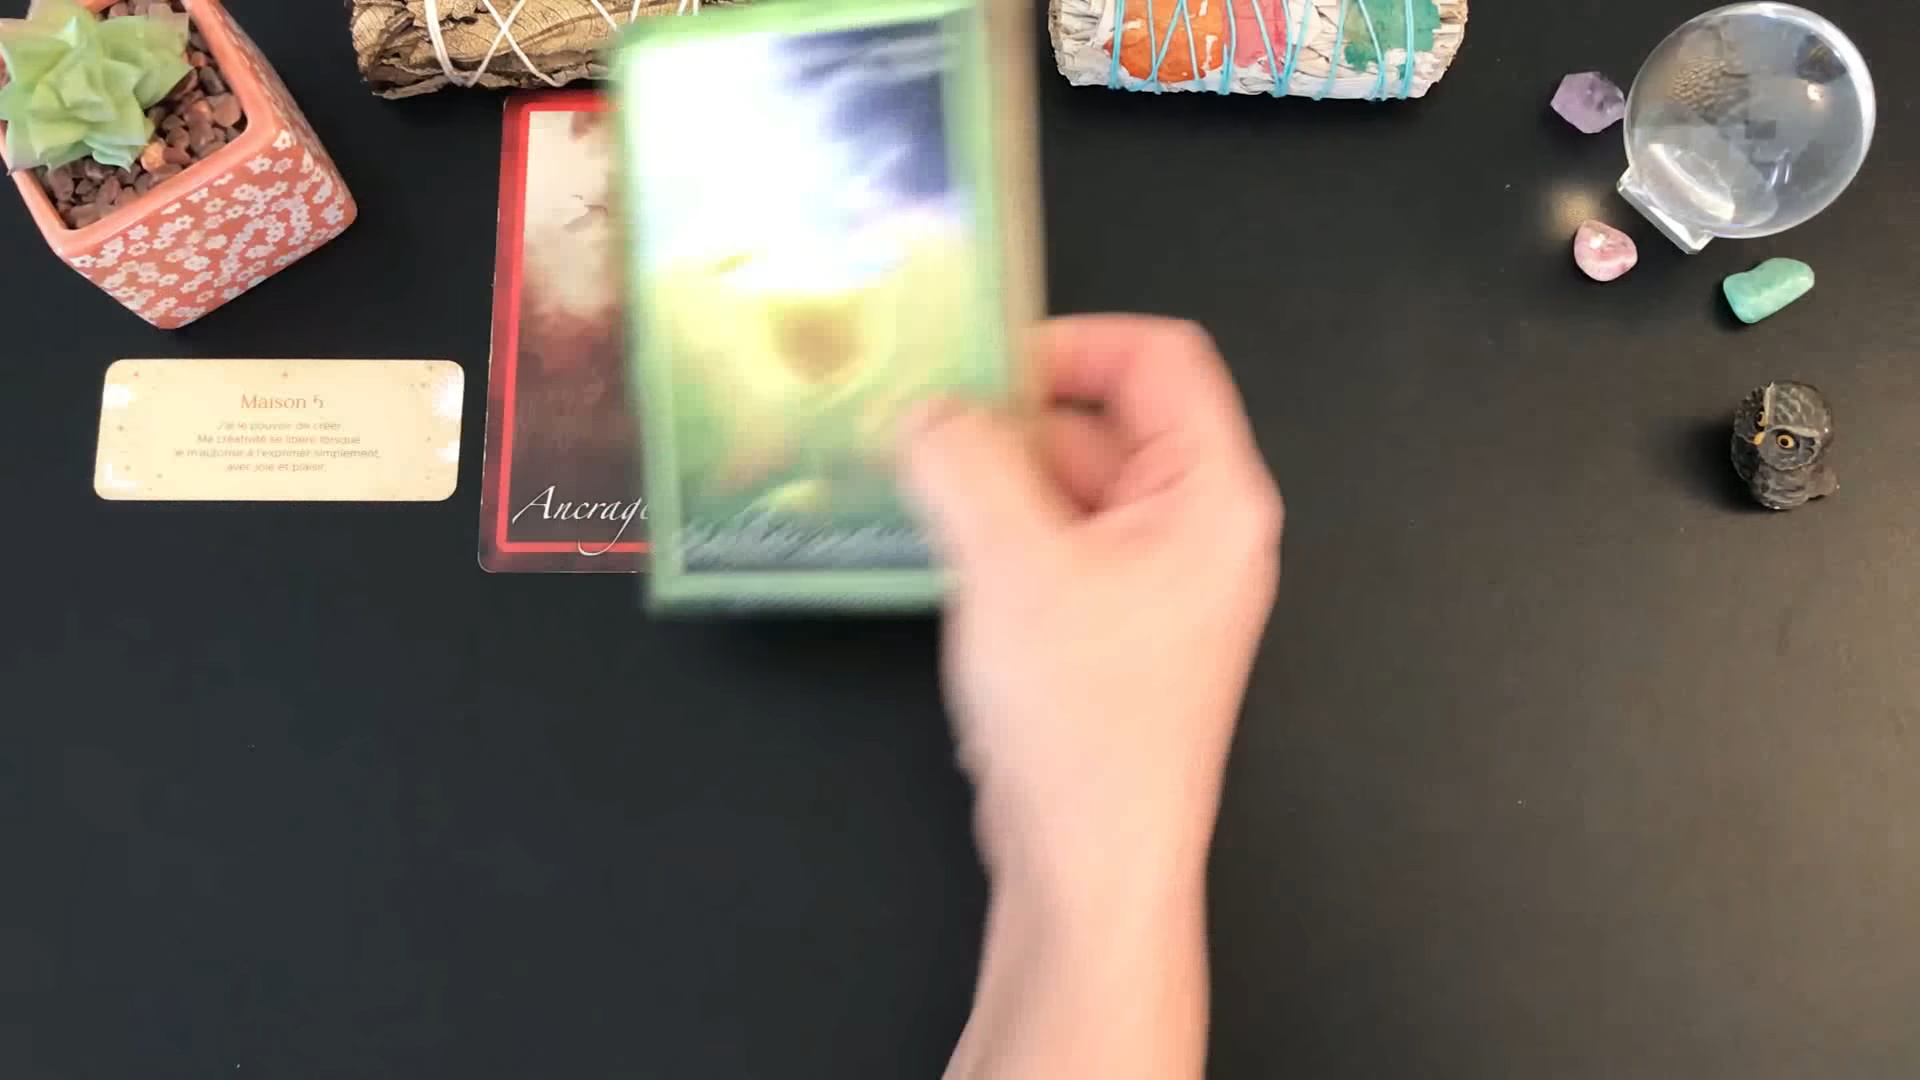 Maison 5
J'ai le pouvoir de créer.
Ma créativité se libère lorsque
je m'autorise à l'exprimer simplement,
avec joie et plaisir.
Ancrage